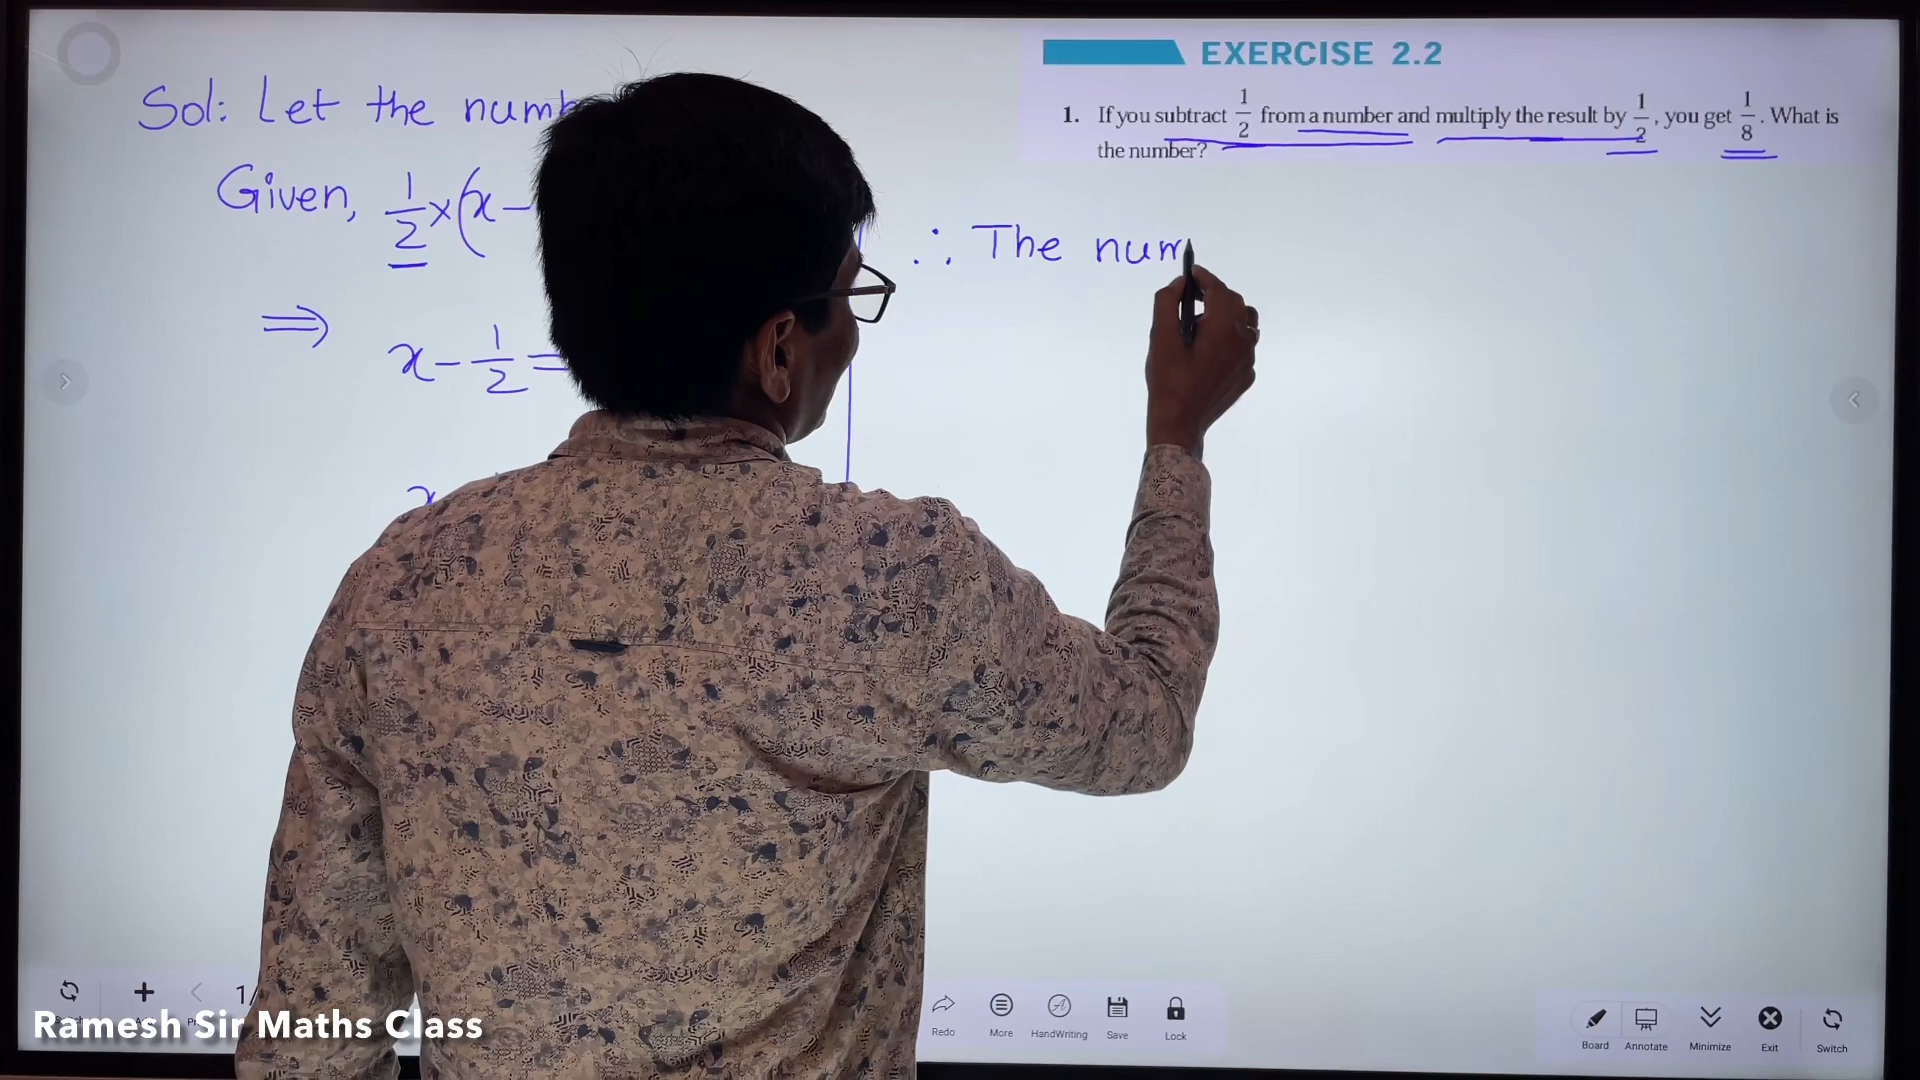 Sol: Let the numb
Given, 1/2 × (x –
⇒ x – 1/2 =
x
EXERCISE 2.2
1. If you subtract 1/2 from a number and multiply the result by 1/2, you get 1/8. What is
the number?
∴ The num
1/
Redo More HandWriting Save Lock
Board Annotate Minimize Exit Switch
Ramesh Sir Maths Class